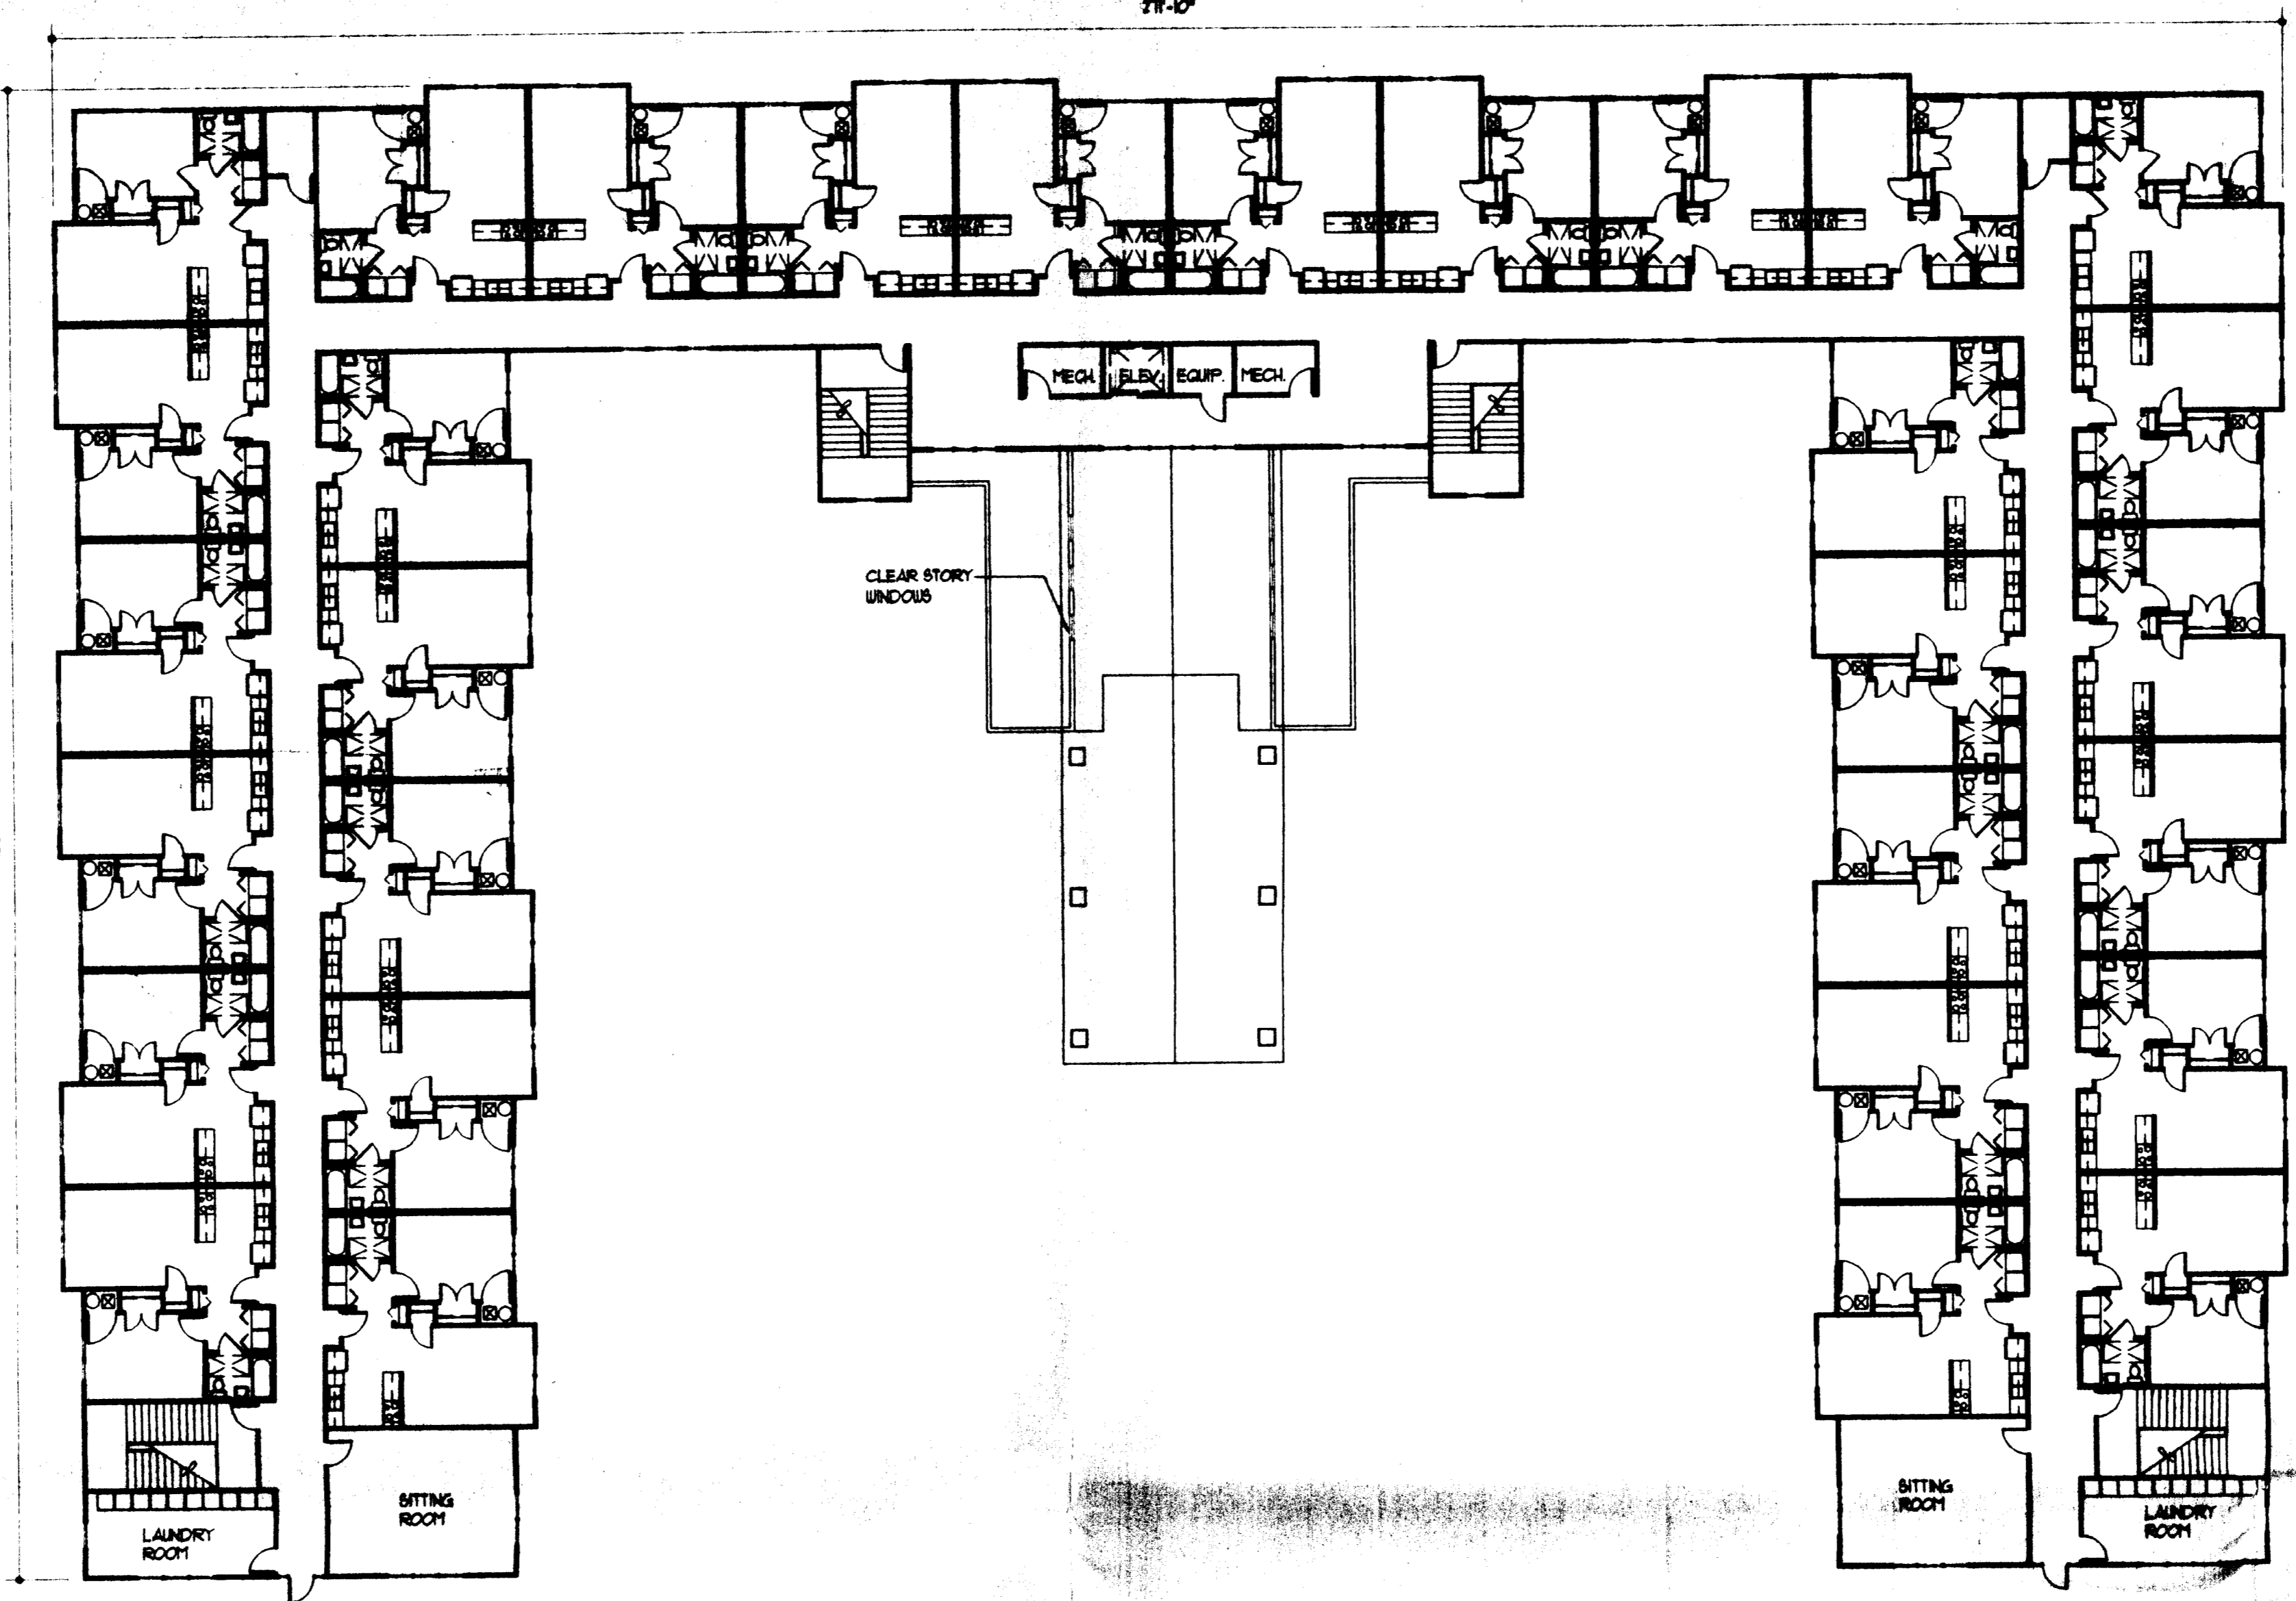 MECH.
ELEV.
EQUIP.
MECH.
CLEAR STORY
WINDOWS
SITTING
ROOM
LAUNDRY
ROOM
SITTING
ROOM
LAUNDRY
ROOM